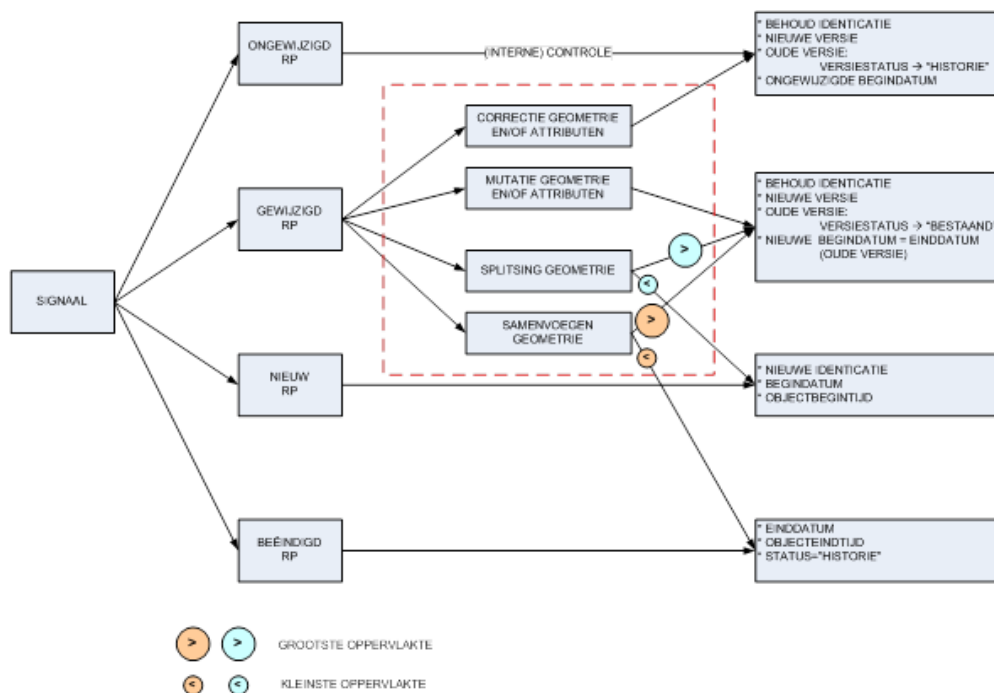 ONGEWIJZIGD
RP
(INTERNE) CONTROLE
* BEHOUD IDENTICATIE
* NIEUWE VERSIE
* OUDE VERSIE:
VERSIESTATUS → "HISTORIE"
* ONGEWIJZIGDE BEGINDATUM
CORRECTIE GEOMETRIE
EN/OF ATTRIBUTEN
MUTATIE GEOMETRIE
EN/OF ATTRIBUTEN
GEWIJZIGD
RP
* BEHOUD IDENTICATIE
* NIEUWE VERSIE
* OUDE VERSIE:
VERSIESTATUS → "BESTAAND"
* NIEUWE BEGINDATUM = EINDDATUM
(OUDE VERSIE)
SPLITSING GEOMETRIE
>
<
SIGNAAL
SAMENVOEGEN
GEOMETRIE
>
<
NIEUW
RP
* NIEUWE IDENTICATIE
* BEGINDATUM
* OBJECTBEGINTIJD
BEËINDIGD
RP
* EINDDATUM
* OBJECTEINDTIJD
* STATUS="HISTORIE"
> > GROOTSTE OPPERVLAKTE
< < KLEINSTE OPPERVLAKTE